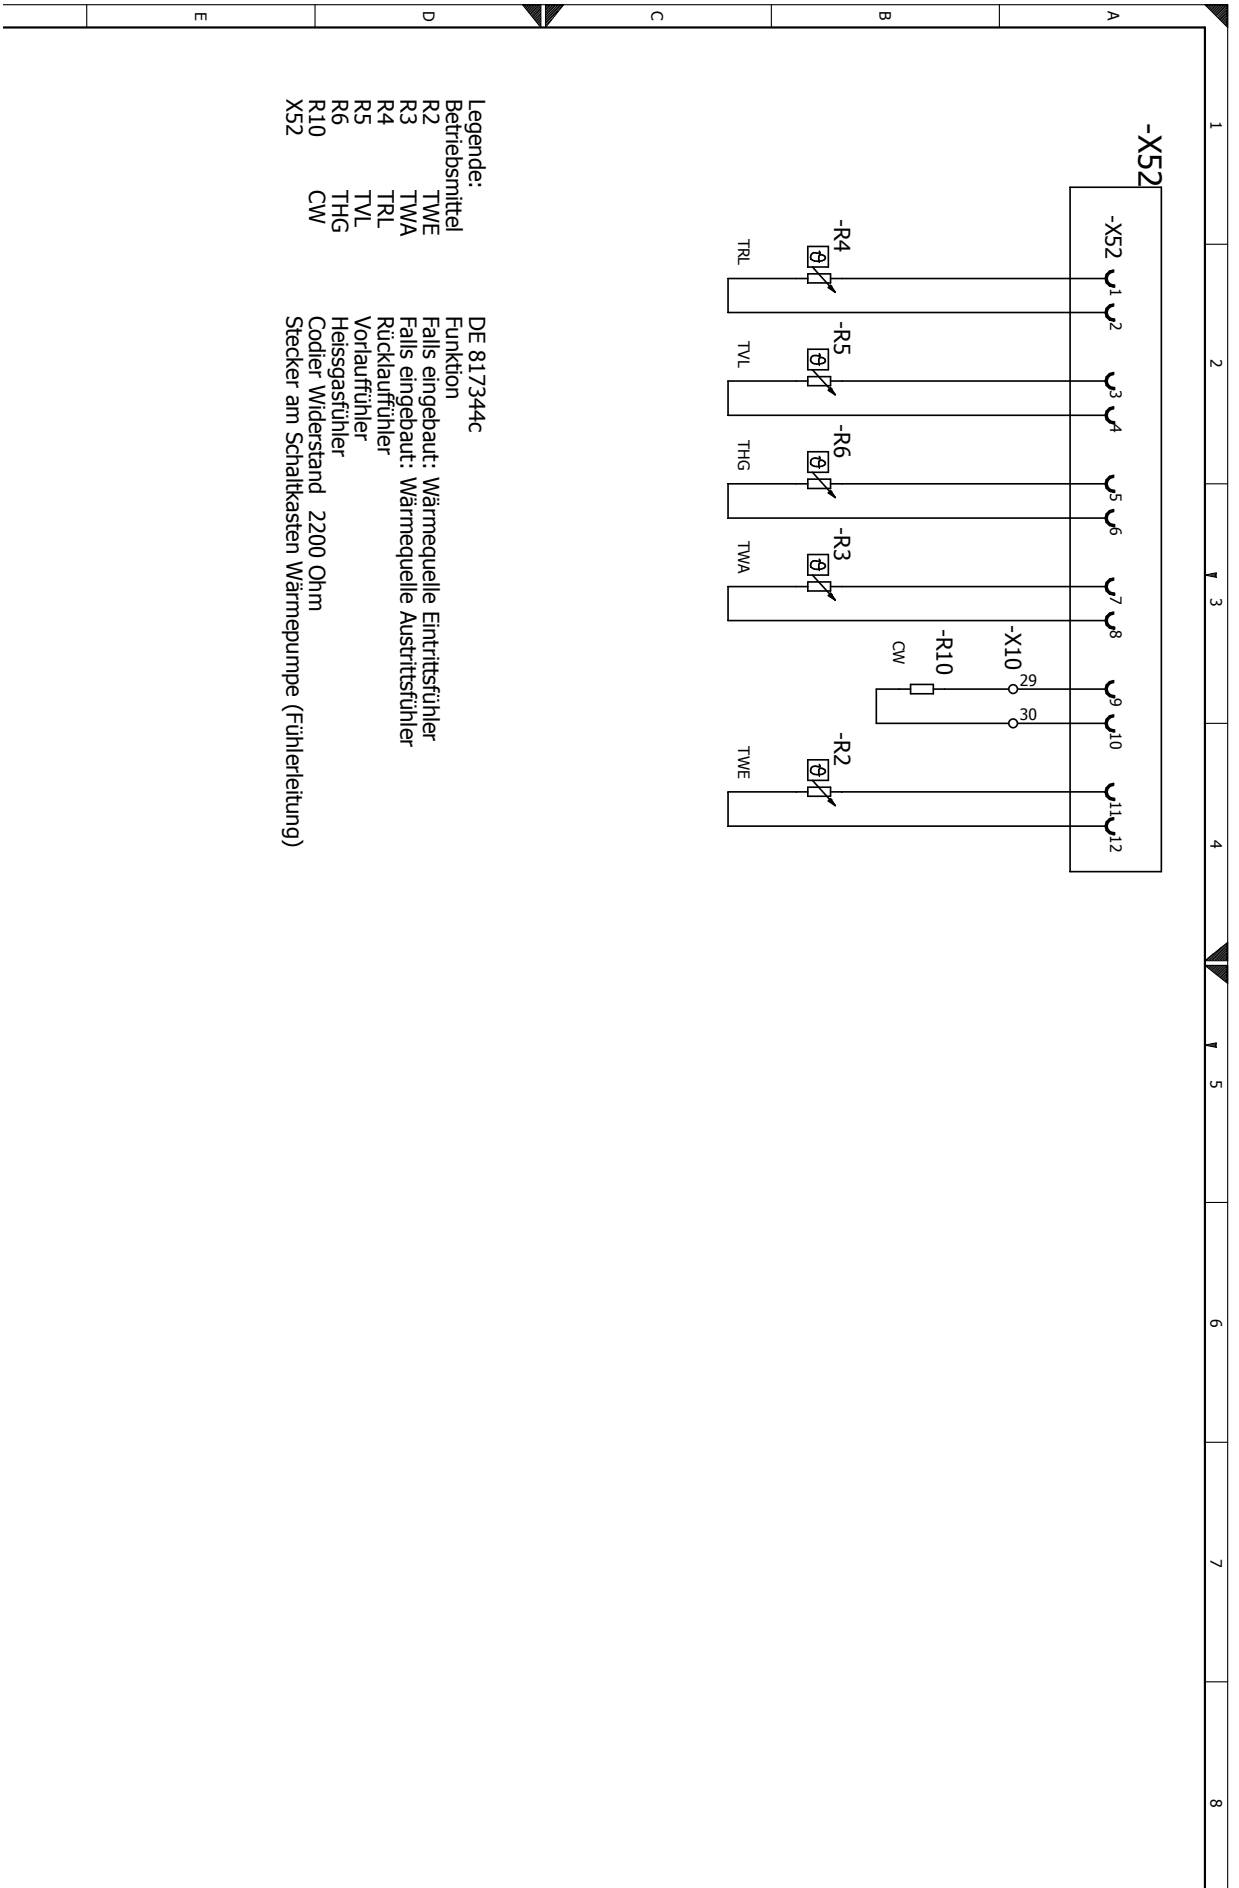 1
2
3
4
5
6
7
8
A
B
C
D
E
-X52
-X52
1
2
3
4
5
6
7
8
9
10
11
12
-X10
29
30
-R4
TRL
-R5
TVL
-R6
THG
-R3
TWA
-R10
CW
-R2
TWE
Legende: DE 817344c
Betriebsmittel Funktion
R2 TWE Falls eingebaut: Wärmequelle Eintrittsfühler
R3 TWA Falls eingebaut: Wärmequelle Austrittsfühler
R4 TRL Rücklauffühler
R5 TVL Vorlauffühler
R6 THG Heissgasfühler
R10 CW Codier Widerstand 2200 Ohm
X52 Stecker am Schaltkasten Wärmepumpe (Fühlerleitung)